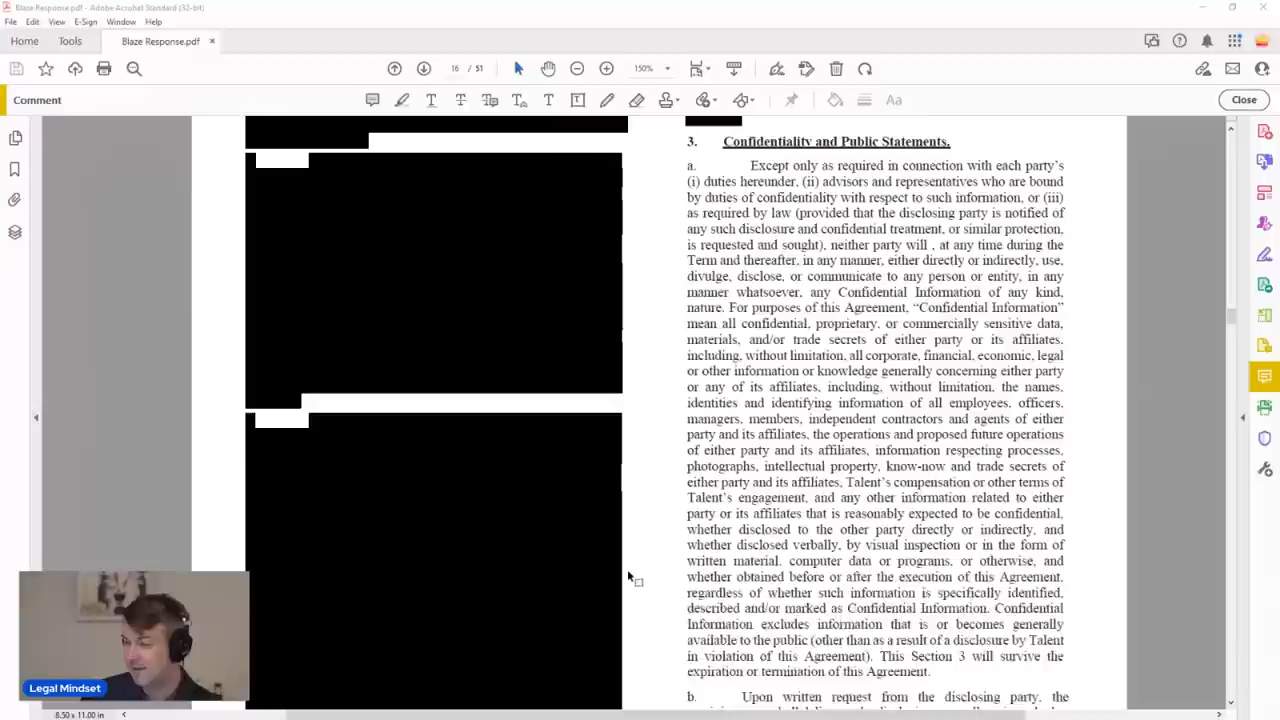 Blaze Response.pdf - Adobe Acrobat Standard (32-bit)
File Edit View E-Sign Window Help
Home Tools Blaze Response.pdf ×
16 / 51 150%
Comment Aa Close
3. Confidentiality and Public Statements.
a. Except only as required in connection with each party's
(i) duties hereunder, (ii) advisors and representatives who are bound
by duties of confidentiality with respect to such information, or (iii)
as required by law (provided that the disclosing party is notified of
any such disclosure and confidential treatment, or similar protection,
is requested and sought), neither party will , at any time during the
Term and thereafter, in any manner, either directly or indirectly, use,
divulge, disclose, or communicate to any person or entity, in any
manner whatsoever, any Confidential Information of any kind,
nature. For purposes of this Agreement, “Confidential Information”
mean all confidential, proprietary, or commercially sensitive data,
materials, and/or trade secrets of either party or its affiliates,
including, without limitation, all corporate, financial, economic, legal
or other information or knowledge generally concerning either party
or any of its affiliates, including, without limitation, the names,
identities and identifying information of all employees, officers,
managers, members, independent contractors and agents of either
party and its affiliates, the operations and proposed future operations
of either party and its affiliates, information respecting processes,
photographs, intellectual property, know-now and trade secrets of
either party and its affiliates, Talent's compensation or other terms of
Talent's engagement, and any other information related to either
party or its affiliates that is reasonably expected to be confidential,
whether disclosed to the other party directly or indirectly, and
whether disclosed verbally, by visual inspection or in the form of
written material, computer data or programs, or otherwise, and
whether obtained before or after the execution of this Agreement,
regardless of whether such information is specifically identified,
described and/or marked as Confidential Information. Confidential
Information excludes information that is or becomes generally
available to the public (other than as a result of a disclosure by Talent
in violation of this Agreement). This Section 3 will survive the
expiration or termination of this Agreement.
b. Upon written request from the disclosing party, the
Legal Mindset
8.50 x 11.00 in